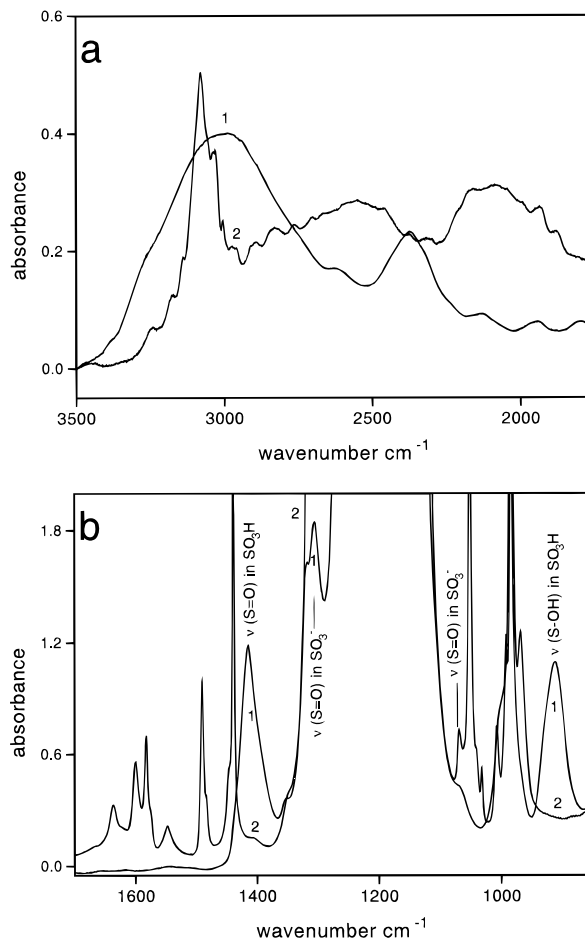 a
0.6
0.4
0.2
0.0
absorbance
1
2
3500 3000 2500 2000
wavenumber cm-1
b
1.8
1.2
0.6
0.0
absorbance
ν (S=O) in SO3H
ν (S=O) in SO3-
ν (S=O) in SO3-
ν (S-OH) in SO3H
2
1
1
2
1
2
1600 1400 1200 1000
wavenumber cm-1